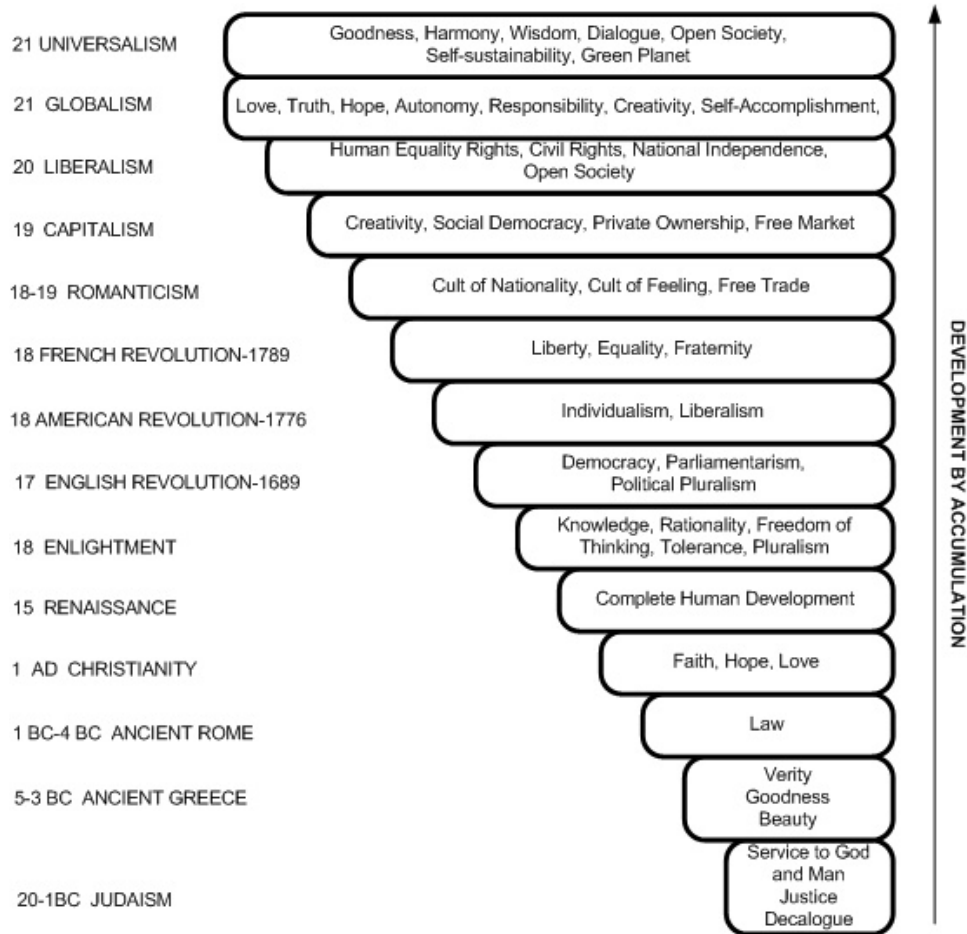 21 UNIVERSALISM
Goodness, Harmony, Wisdom, Dialogue, Open Society,
Self-sustainability, Green Planet
21 GLOBALISM
Love, Truth, Hope, Autonomy, Responsibility, Creativity, Self-Accomplishment,
20 LIBERALISM
Human Equality Rights, Civil Rights, National Independence,
Open Society
19 CAPITALISM
Creativity, Social Democracy, Private Ownership, Free Market
18-19 ROMANTICISM
Cult of Nationality, Cult of Feeling, Free Trade
18 FRENCH REVOLUTION-1789
Liberty, Equality, Fraternity
18 AMERICAN REVOLUTION-1776
Individualism, Liberalism
17 ENGLISH REVOLUTION-1689
Democracy, Parliamentarism,
Political Pluralism
18 ENLIGHTMENT
Knowledge, Rationality, Freedom of
Thinking, Tolerance, Pluralism
15 RENAISSANCE
Complete Human Development
1 AD CHRISTIANITY
Faith, Hope, Love
1 BC-4 BC ANCIENT ROME
Law
5-3 BC ANCIENT GREECE
Verity
Goodness
Beauty
20-1BC JUDAISM
Service to God
and Man
Justice
Decalogue
DEVELOPMENT BY ACCUMULATION